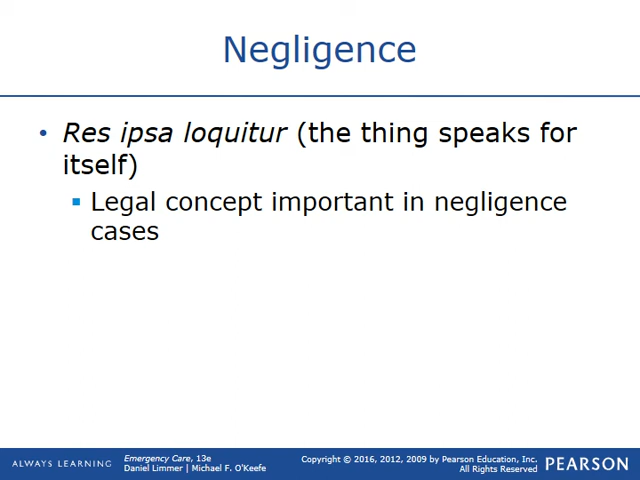 Negligence
• Res ipsa loquitur (the thing speaks for
itself)
▪ Legal concept important in negligence
cases
ALWAYS LEARNING
Emergency Care, 13e
Daniel Limmer | Michael F. O'Keefe
Copyright © 2016, 2012, 2009 by Pearson Education, Inc.
All Rights Reserved
PEARSON